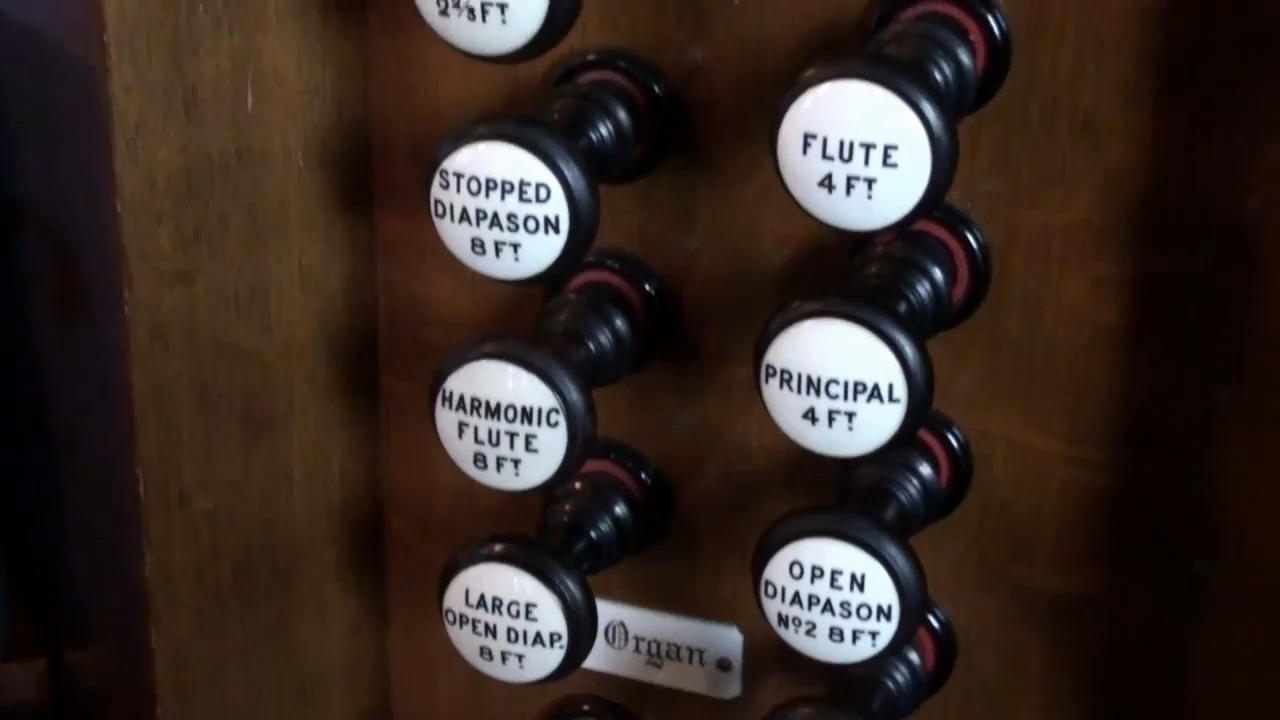 2⅔ FT
STOPPED
DIAPASON
8 FT
HARMONIC
FLUTE
8 FT
LARGE
OPEN DIAP.
8 FT
Organ
FLUTE
4 FT
PRINCIPAL
4 FT
OPEN
DIAPASON
Nº2 8 FT